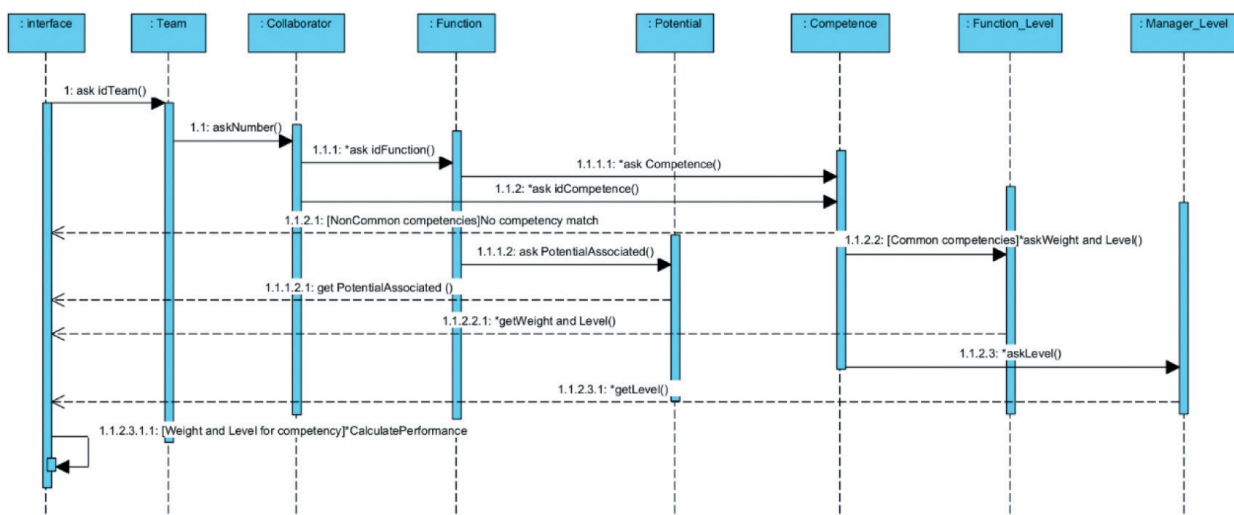 : interface
: Team
: Collaborator
: Function
: Potential
: Competence
: Function_Level
: Manager_Level
1: ask idTeam()
1.1: askNumber()
1.1.1: *ask idFunction()
1.1.1.1: *ask Competence()
1.1.2: *ask idCompetence()
1.1.2.1: [NonCommon competencies]No competency match
1.1.2.2: [Common competencies]*askWeight and Level()
1.1.1.2: ask PotentialAssociated()
1.1.1.2.1: get PotentialAssociated ()
1.1.2.2.1: *getWeight and Level()
1.1.2.3: *askLevel()
1.1.2.3.1: *getLevel()
1.1.2.3.1.1: [Weight and Level for competency]*CalculatePerformance